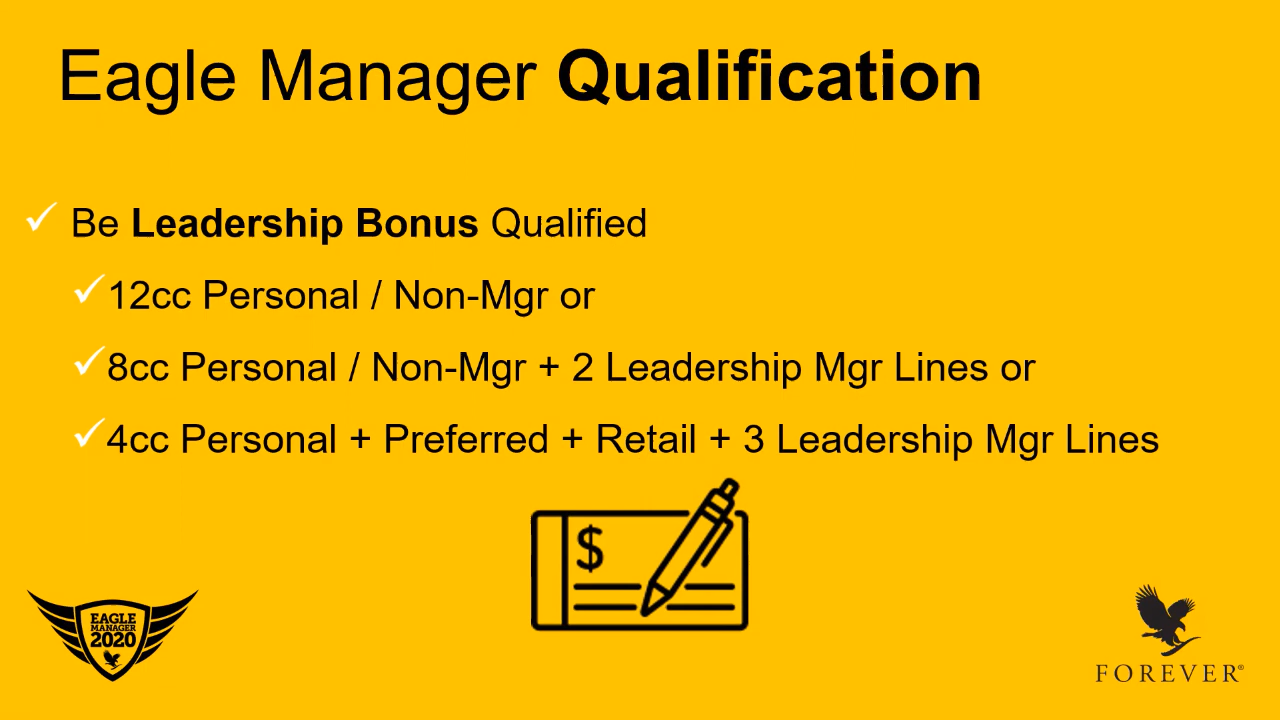 Eagle Manager Qualification
✓ Be Leadership Bonus Qualified
✓ 12cc Personal / Non-Mgr or
✓ 8cc Personal / Non-Mgr + 2 Leadership Mgr Lines or
✓ 4cc Personal + Preferred + Retail + 3 Leadership Mgr Lines
$
EAGLE
MANAGER
2020
FOREVER®